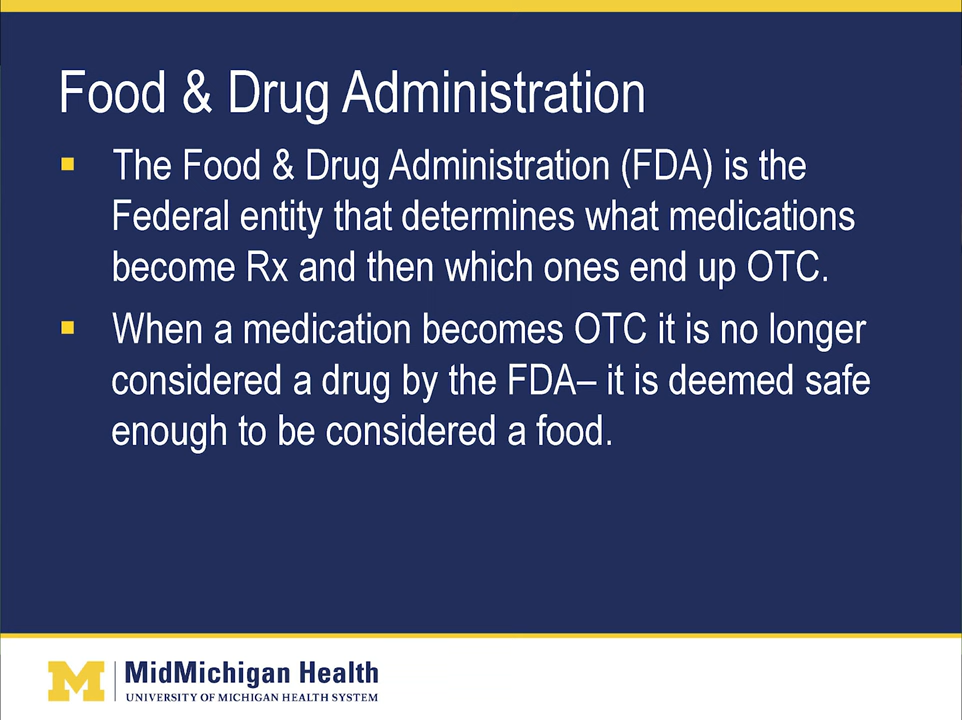 Food & Drug Administration
▪ The Food & Drug Administration (FDA) is the
Federal entity that determines what medications
become Rx and then which ones end up OTC.
▪ When a medication becomes OTC it is no longer
considered a drug by the FDA– it is deemed safe
enough to be considered a food.
M | MidMichigan Health
UNIVERSITY OF MICHIGAN HEALTH SYSTEM